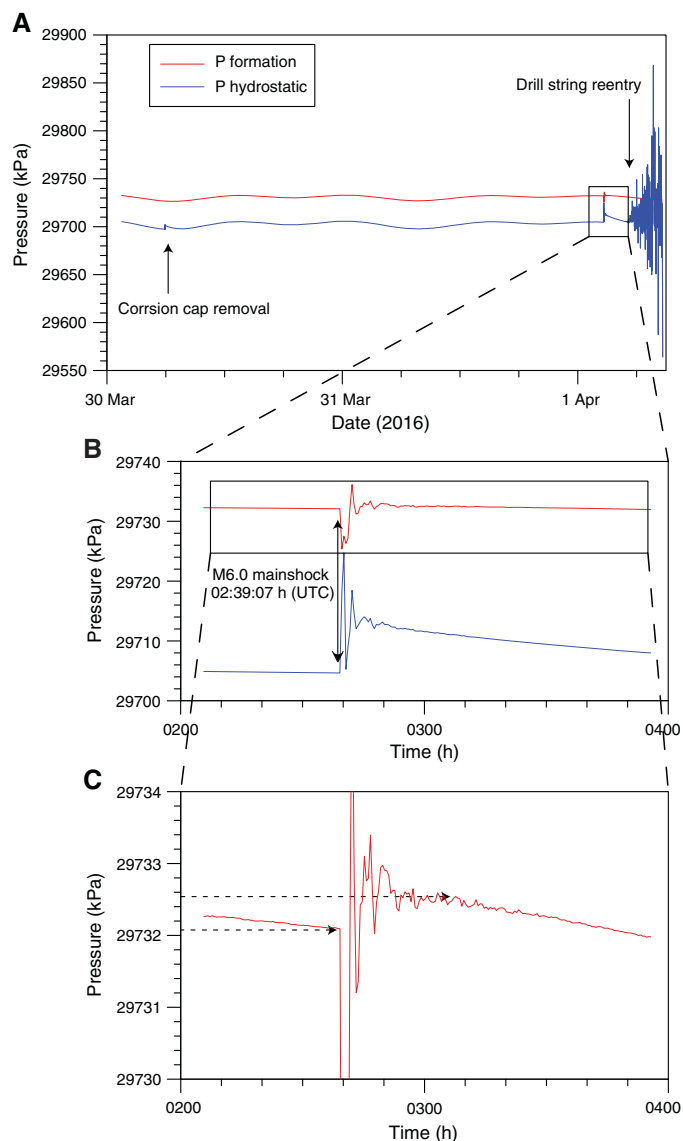 A
29900
29850
29800
29750
29700
29650
29600
29550
Pressure (kPa)
P formation
P hydrostatic
Drill string reentry
Corrsion cap removal
30 Mar
31 Mar
1 Apr
Date (2016)
B
29740
29730
29720
29710
29700
Pressure (kPa)
M6.0 mainshock
02:39:07 h (UTC)
0200
0300
0400
Time (h)
C
29734
29733
29732
29731
29730
Pressure (kPa)
0200
0300
0400
Time (h)